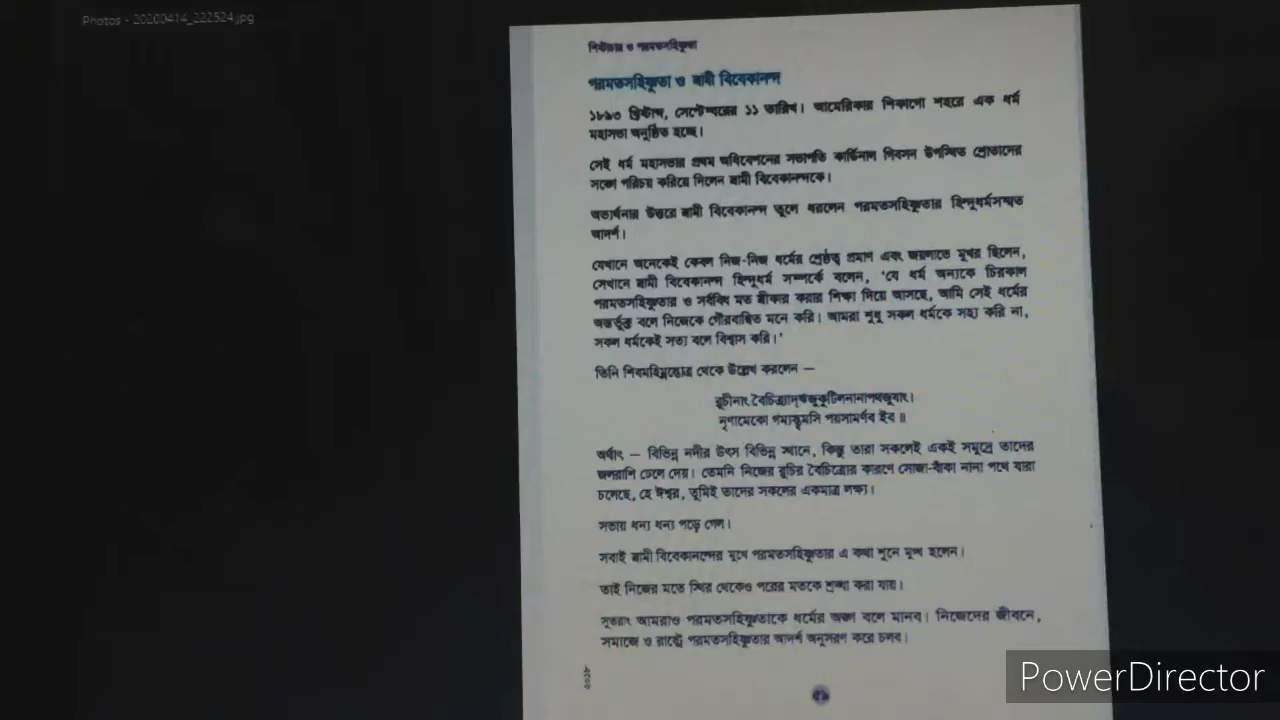 Photos - 20200414_222524.jpg
শিষ্টাচার ও পরমতসহিষ্ণুতা
পরমতসহিষ্ণুতা ও স্বামী বিবেকানন্দ
১৮৯৩ খ্রিষ্টাব্দ, সেপ্টেম্বরের ১১ তারিখ। আমেরিকার শিকাগো শহরে এক ধর্ম
মহাসভা অনুষ্ঠিত হচ্ছে।
সেই ধর্ম মহাসভার প্রথম অধিবেশনের সভাপতি কার্ডিনাল গিবসন উপস্থিত শ্রোতাদের
সঙ্গে পরিচয় করিয়ে দিলেন স্বামী বিবেকানন্দকে।
অভ্যর্থনার উত্তরে স্বামী বিবেকানন্দ তুলে ধরলেন পরমতসহিষ্ণুতার হিন্দুধর্মসম্মত
আদর্শ।
যেখানে অনেকেই কেবল নিজ-নিজ ধর্মের শ্রেষ্ঠত্ব প্রমাণ এবং জয়লাভে মুখর ছিলেন,
সেখানে স্বামী বিবেকানন্দ হিন্দুধর্ম সম্পর্কে বলেন, ‘যে ধর্ম অন্যকে চিরকাল
পরমতসহিষ্ণুতার ও সর্ববিধ মত স্বীকার করার শিক্ষা দিয়ে আসছে, আমি সেই ধর্মের
অন্তর্ভুক্ত বলে নিজেকে গৌরবান্বিত মনে করি। আমরা শুধু সকল ধর্মকে সহ্য করি না,
সকল ধর্মকেই সত্য বলে বিশ্বাস করি।’
তিনি শিবমহিম্নস্তোত্র থেকে উল্লেখ করলেন —
রুচীনাং বৈচিত্র্যাদৃজুকুটিলনানাপথজুষাং।
নৃণামেকো গম্যস্ত্বমসি পয়সামর্ণব ইব॥
অর্থাৎ — বিভিন্ন নদীর উৎস বিভিন্ন স্থানে, কিন্তু তারা সকলেই একই সমুদ্রে তাদের
জলরাশি ঢেলে দেয়। তেমনি নিজের রুচির বৈচিত্র্যের কারণে সোজা-বাঁকা নানা পথে যারা
চলেছে, হে ঈশ্বর, তুমিই তাদের সকলের একমাত্র লক্ষ্য।
সভায় ধন্য ধন্য পড়ে গেল।
সবাই স্বামী বিবেকানন্দের মুখে পরমতসহিষ্ণুতার এ কথা শুনে মুগ্ধ হলেন।
তাই নিজের মতে স্থির থেকেও পরের মতকে শ্রদ্ধা করা যায়।
সুতরাং আমরাও পরমতসহিষ্ণুতাকে ধর্মের অঙ্গ বলে মানব। নিজেদের জীবনে,
সমাজে ও রাষ্ট্রে পরমতসহিষ্ণুতার আদর্শ অনুসরণ করে চলব।
২০১৮
PowerDirector